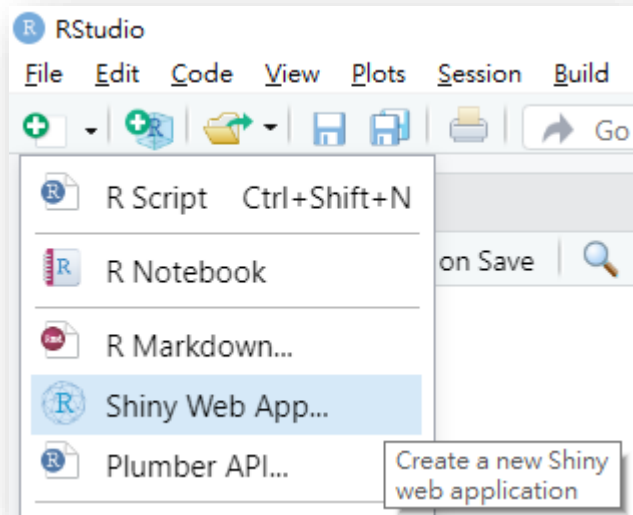 RStudio
File Edit Code View Plots Session Build
Go
R Script Ctrl+Shift+N
on Save
R Notebook
R Markdown...
Shiny Web App...
Plumber API...
Create a new Shiny
web application